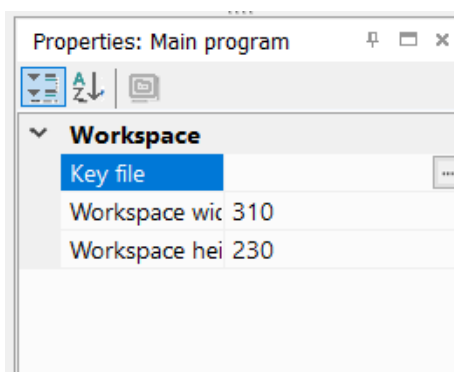 Properties: Main program
Workspace
Key file
Workspace wic 310
Workspace hei 230